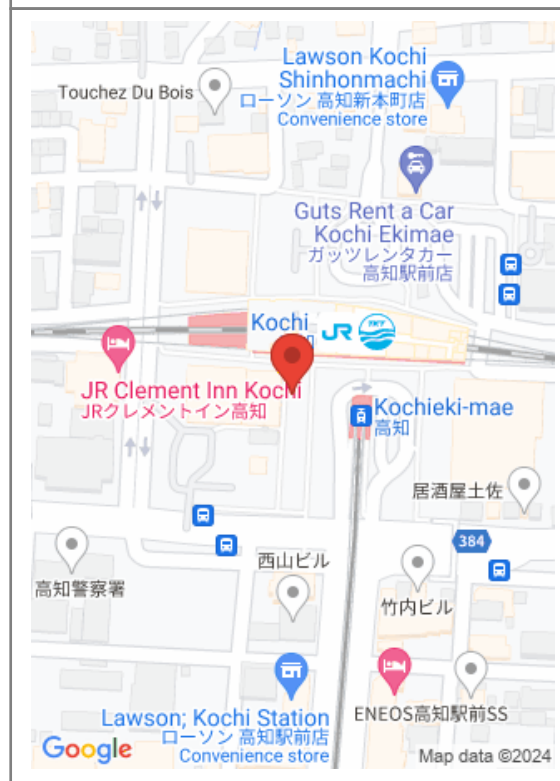 Touchez Du Bois
Lawson Kochi
Shinhonmachi
ローソン 高知新本町店
Convenience store
Guts Rent a Car
Kochi Ekimae
ガッツレンタカー
高知駅前店
Kochi
JR
JR Clement Inn Kochi
JRクレメントイン高知
Kochieki-mae
高知
居酒屋土佐
384
西山ビル
高知警察署
竹内ビル
ENEOS高知駅前SS
Lawson; Kochi Station
ローソン 高知駅前店
Convenience store
Google
Map data ©2024